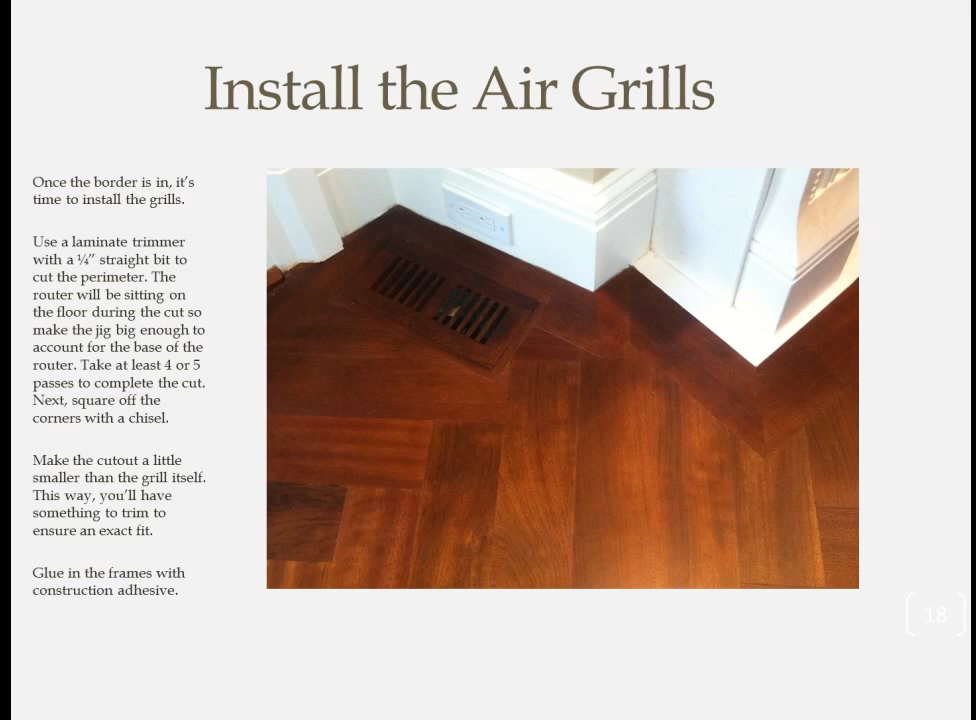 Install the Air Grills
Once the border is in, it’s
time to install the grills.
Use a laminate trimmer
with a ¼” straight bit to
cut the perimeter. The
router will be sitting on
the floor during the cut so
make the jig big enough to
account for the base of the
router. Take at least 4 or 5
passes to complete the cut.
Next, square off the
corners with a chisel.
Make the cutout a little
smaller than the grill itself.
This way, you’ll have
something to trim to
ensure an exact fit.
Glue in the frames with
construction adhesive.
18